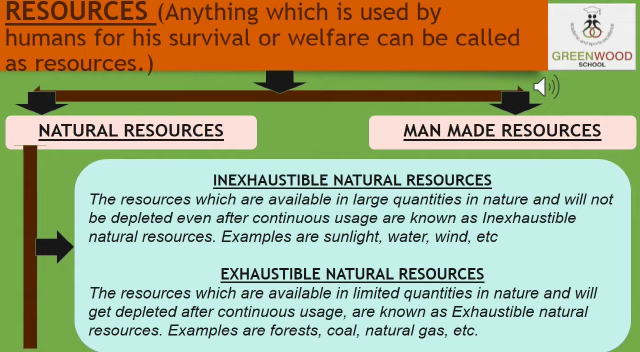 RESOURCES (Anything which is used by
humans for his survival or welfare can be called
as resources.)
GREENWOOD
SCHOOL
NATURAL RESOURCES
MAN MADE RESOURCES
INEXHAUSTIBLE NATURAL RESOURCES
The resources which are available in large quantities in nature and will not
be depleted even after continuous usage are known as Inexhaustible
natural resources. Examples are sunlight, water, wind, etc
EXHAUSTIBLE NATURAL RESOURCES
The resources which are available in limited quantities in nature and will
get depleted after continuous usage, are known as Exhaustible natural
resources. Examples are forests, coal, natural gas, etc.